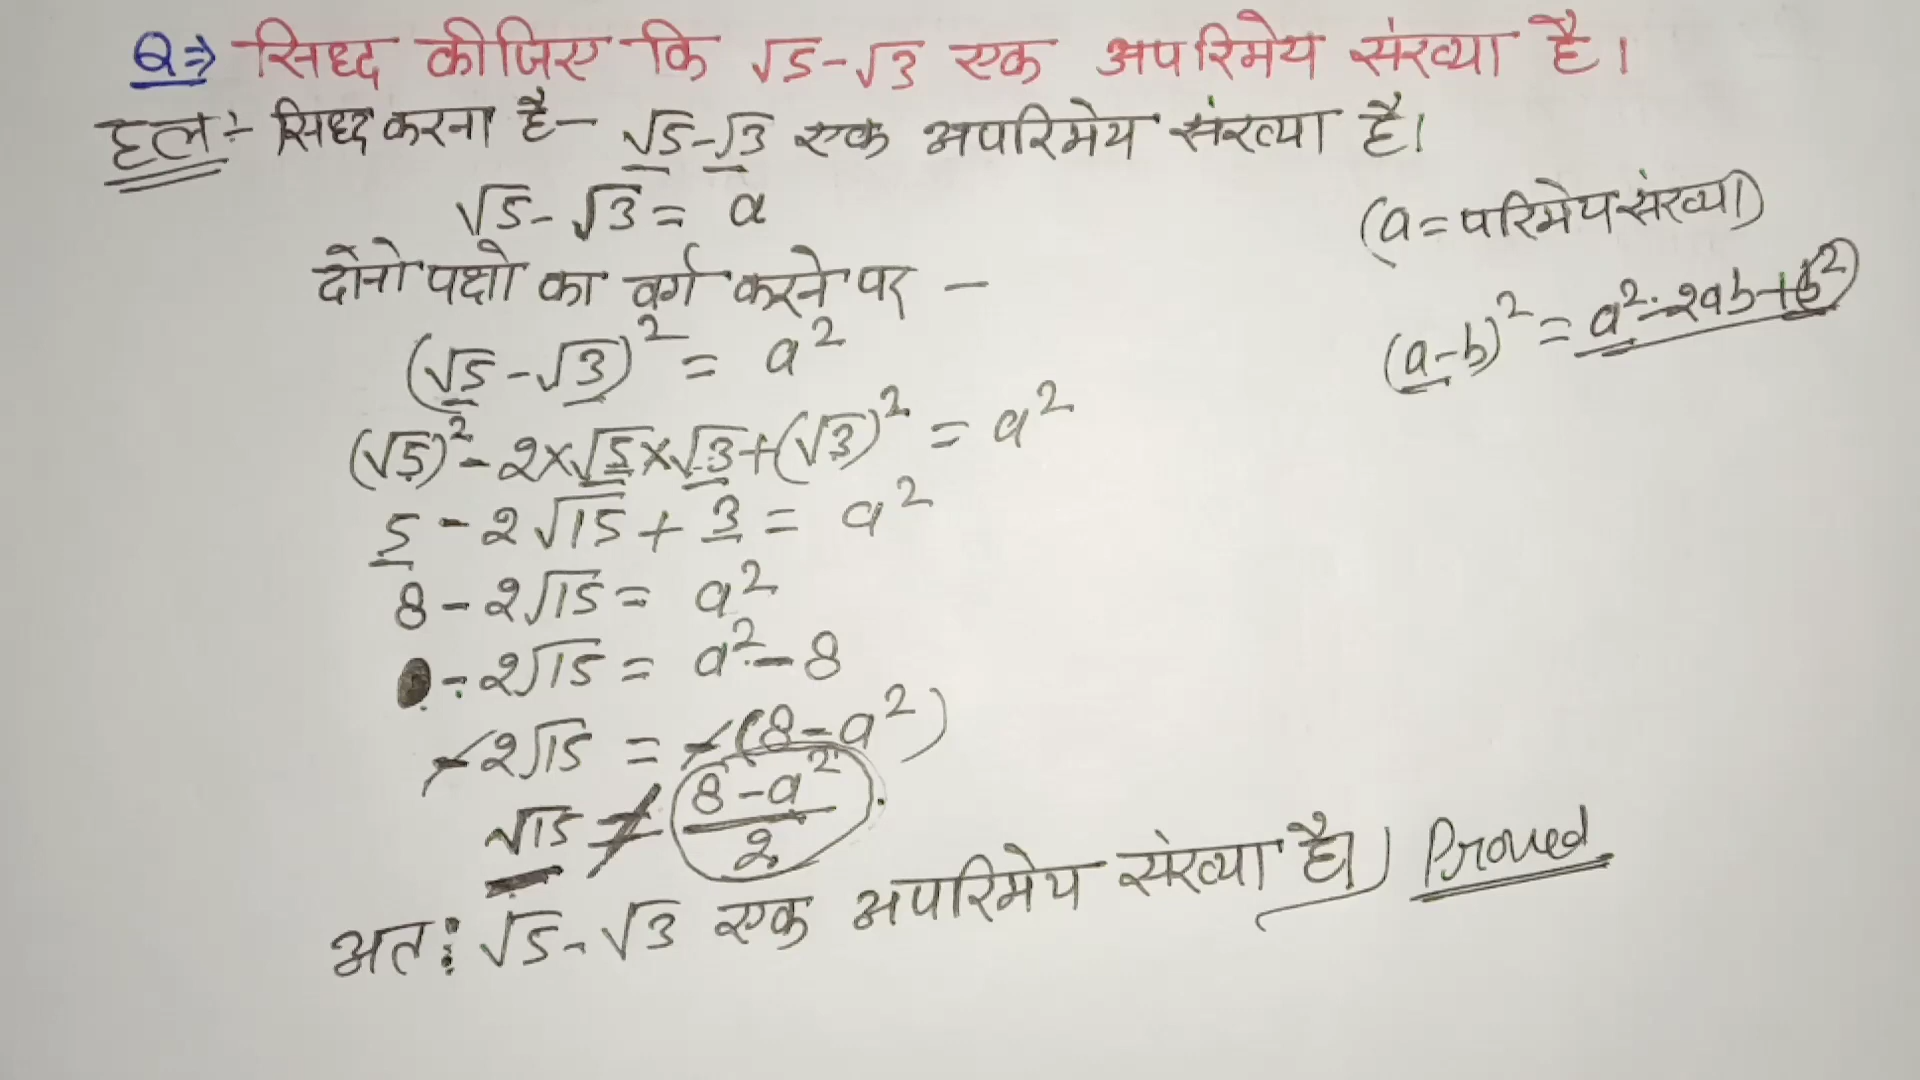 Q⇒ सिध्द कीजिए कि √5-√3 एक अपरिमेय संख्या है।
हल:- सिध्द करना है- √5-√3 एक अपरिमेय संख्या है।
√5-√3 = a (a=परिमेय संख्या)
दोनो पक्षो का वर्ग करने पर -
(a-b)² = a²-2ab+b²
(√5-√3)² = a²
(√5)²-2×√5×√3+(√3)² = a²
5-2√15+3 = a²
8-2√15 = a²
-2√15 = a²-8
-2√15 = -(8-a²)
√15 ≠ (8-a²)/2
अत: √5-√3 एक अपरिमेय संख्या है। Proved